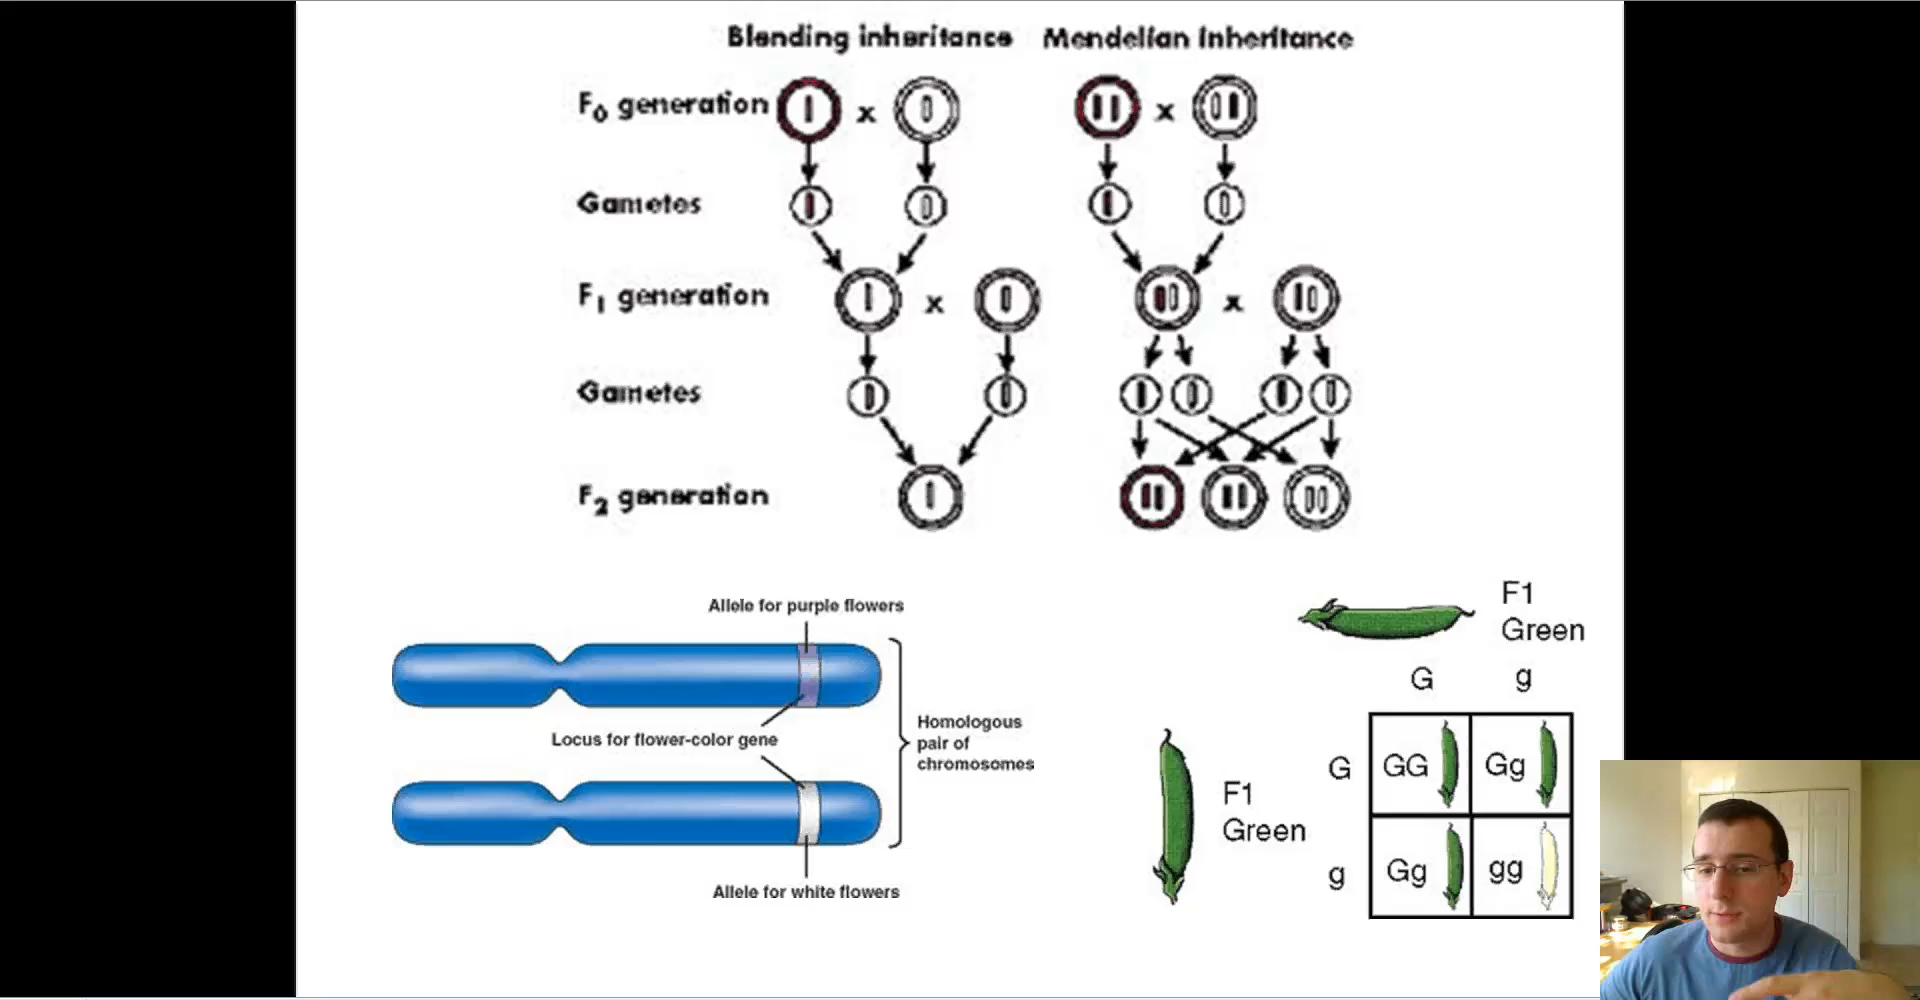 Blending inheritance Mendelian Inheritance
F0 generation x x
Gametes
F1 generation x x
Gametes
F2 generation
Allele for purple flowers
Locus for flower-color gene
Homologous
pair of
chromosomes
Allele for white flowers
F1
Green
G g
F1
Green
G GG Gg
g Gg gg